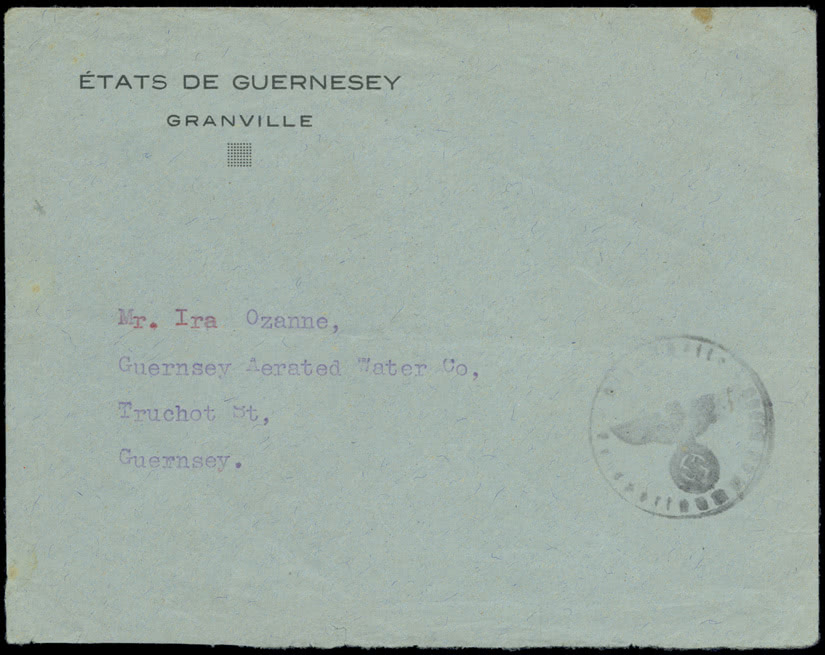 ÉTATS DE GUERNESEY
GRANVILLE
Mr. Ira Ozanne,
Guernsey Aerated Water Co,
Truchot St,
Guernsey.